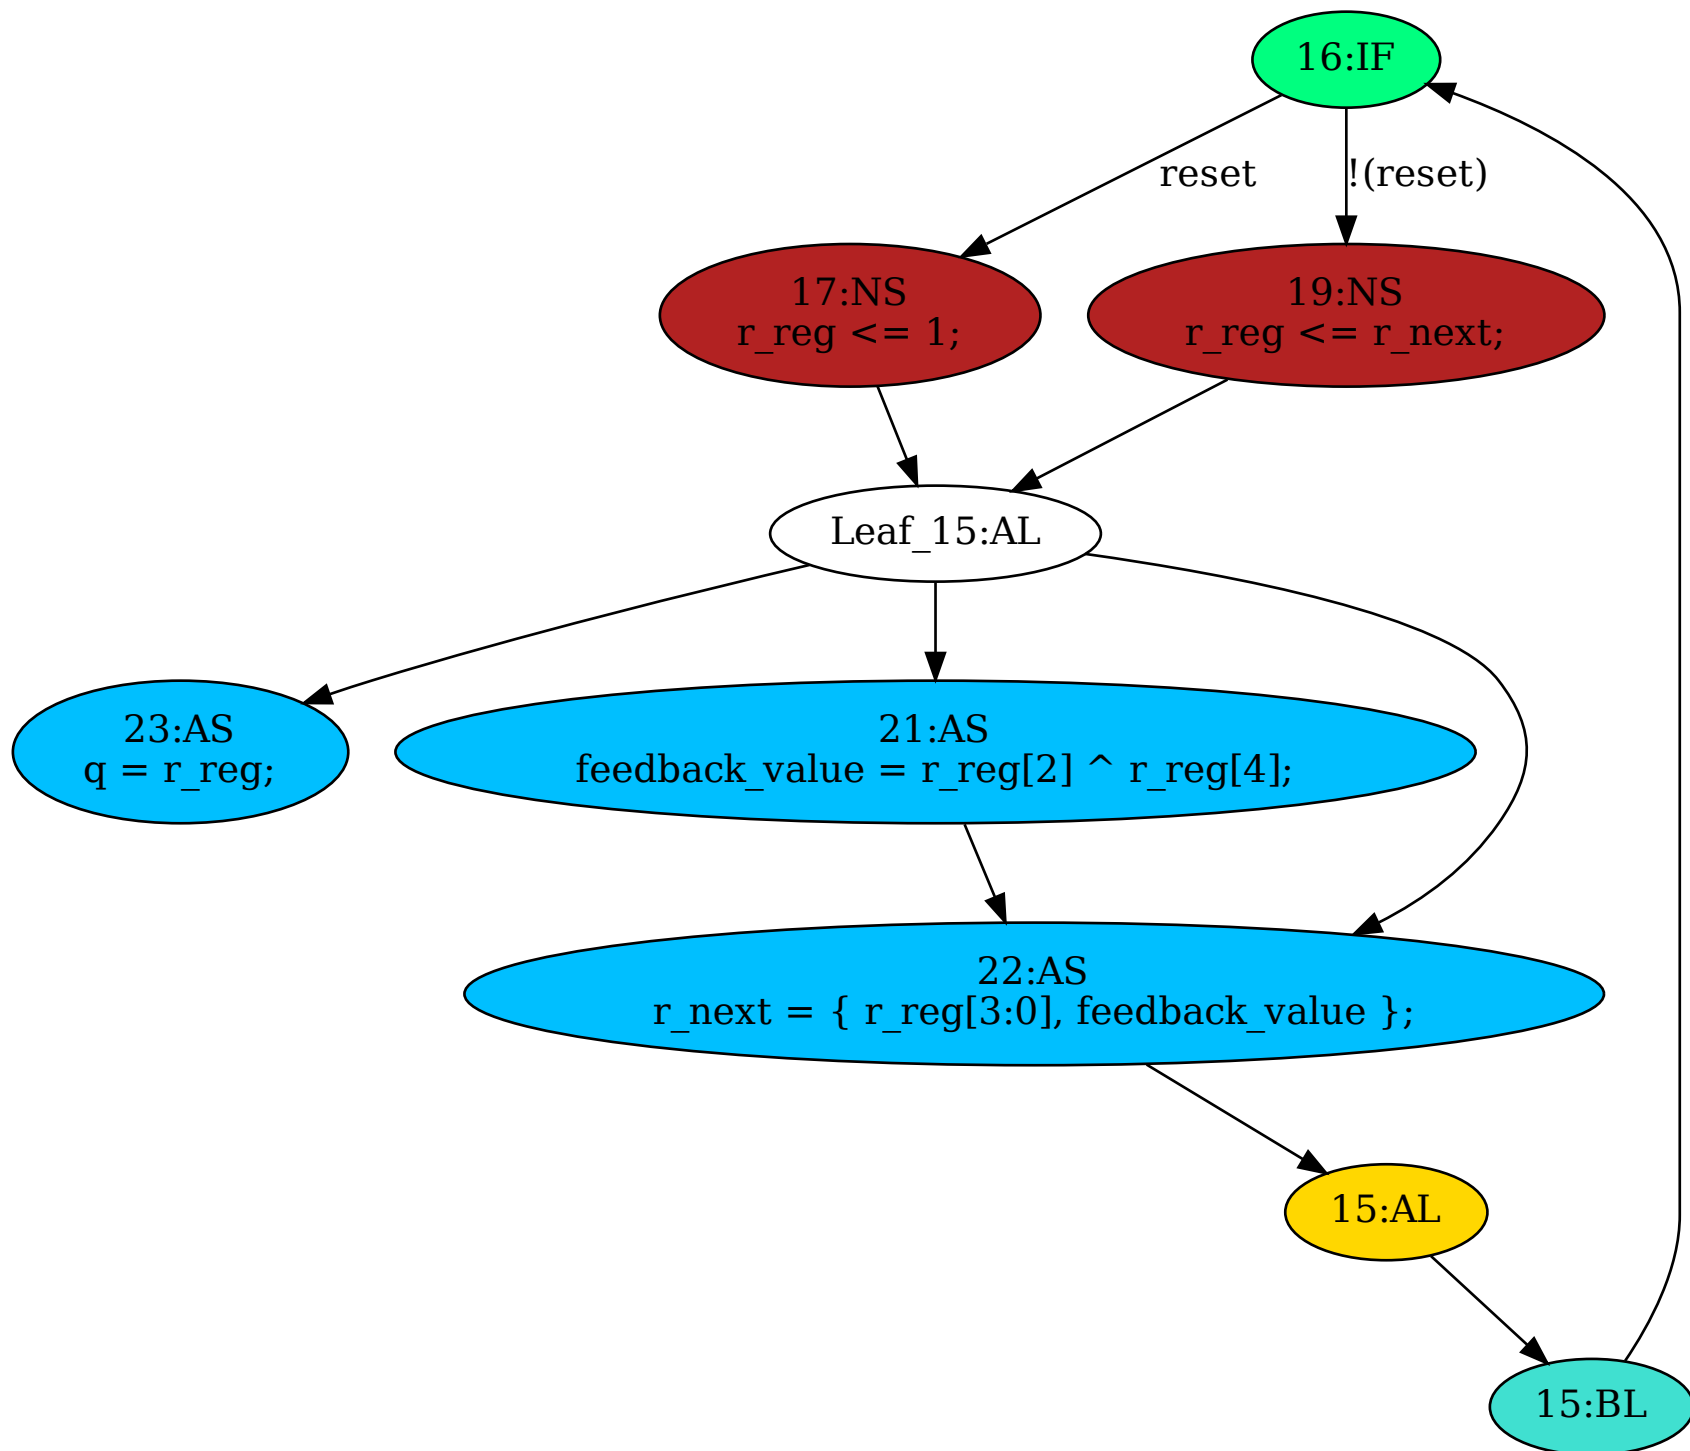 16:IF
reset
!(reset)
17:NS
r_reg <= 1;
19:NS
r_reg <= r_next;
Leaf_15:AL
23:AS
q = r_reg;
21:AS
feedback_value = r_reg[2] ^ r_reg[4];
22:AS
r_next = { r_reg[3:0], feedback_value };
15:AL
15:BL